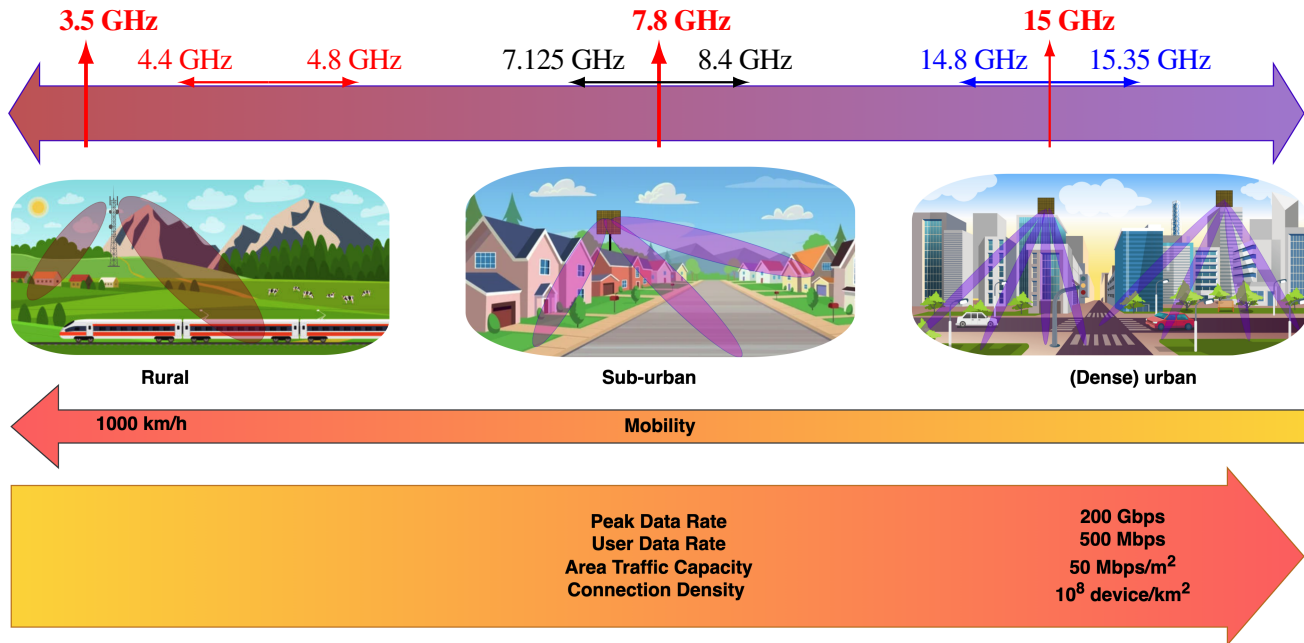 3.5 GHz 7.8 GHz 15 GHz
4.4 GHz 4.8 GHz 7.125 GHz 8.4 GHz 14.8 GHz 15.35 GHz
Rural Sub-urban (Dense) urban
1000 km/h Mobility
Peak Data Rate 200 Gbps
User Data Rate 500 Mbps
Area Traffic Capacity 50 Mbps/m²
Connection Density 10⁸ device/km²